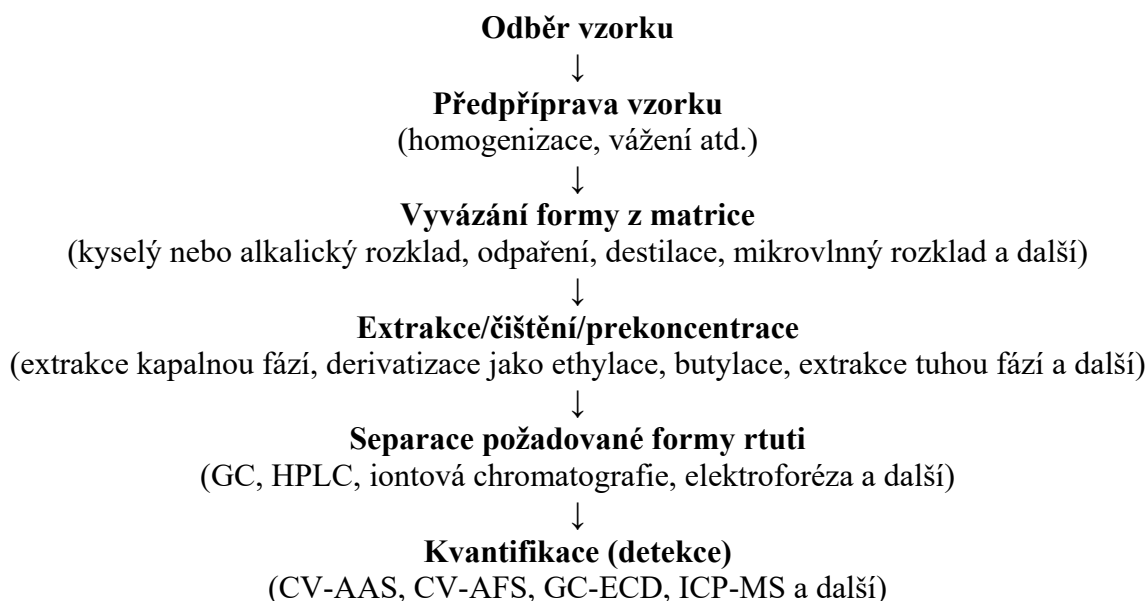 Odběr vzorku
↓
Předpříprava vzorku
(homogenizace, vážení atd.)
↓
Vyvázání formy z matrice
(kyselý nebo alkalický rozklad, odpaření, destilace, mikrovlnný rozklad a další)
↓
Extrakce/čištění/prekoncentrace
(extrakce kapalnou fází, derivatizace jako ethylace, butylace, extrakce tuhou fází a další)
↓
Separace požadované formy rtuti
(GC, HPLC, iontová chromatografie, elektroforéza a další)
↓
Kvantifikace (detekce)
(CV-AAS, CV-AFS, GC-ECD, ICP-MS a další)